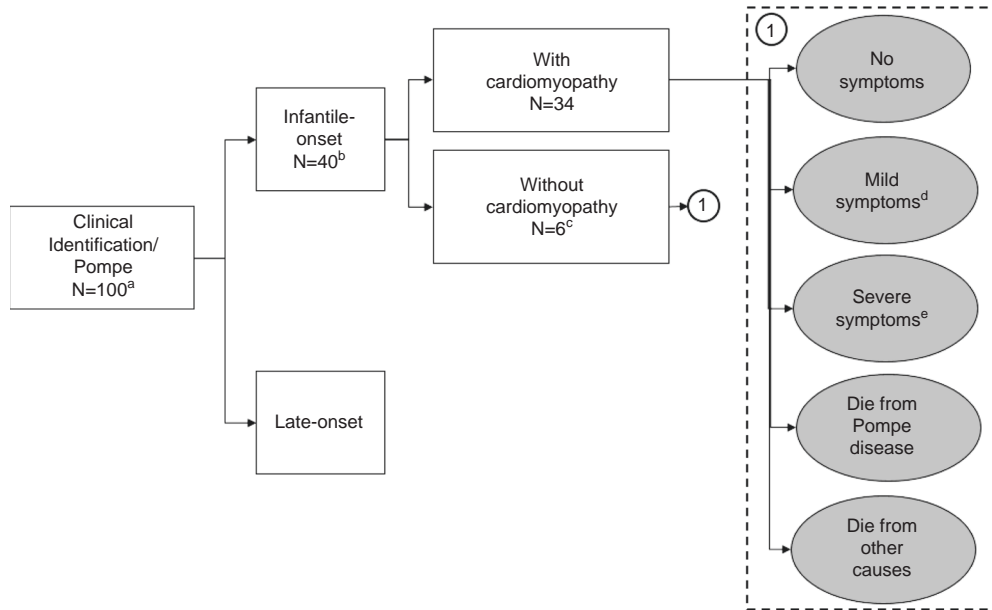 Clinical
Identification/
Pompe
N=100a
Infantile-
onset
N=40b
Late-onset
With
cardiomyopathy
N=34
Without
cardiomyopathy
N=6c
1
1
No
symptoms
Mild
symptomsd
Severe
symptomse
Die from
Pompe
disease
Die from
other
causes